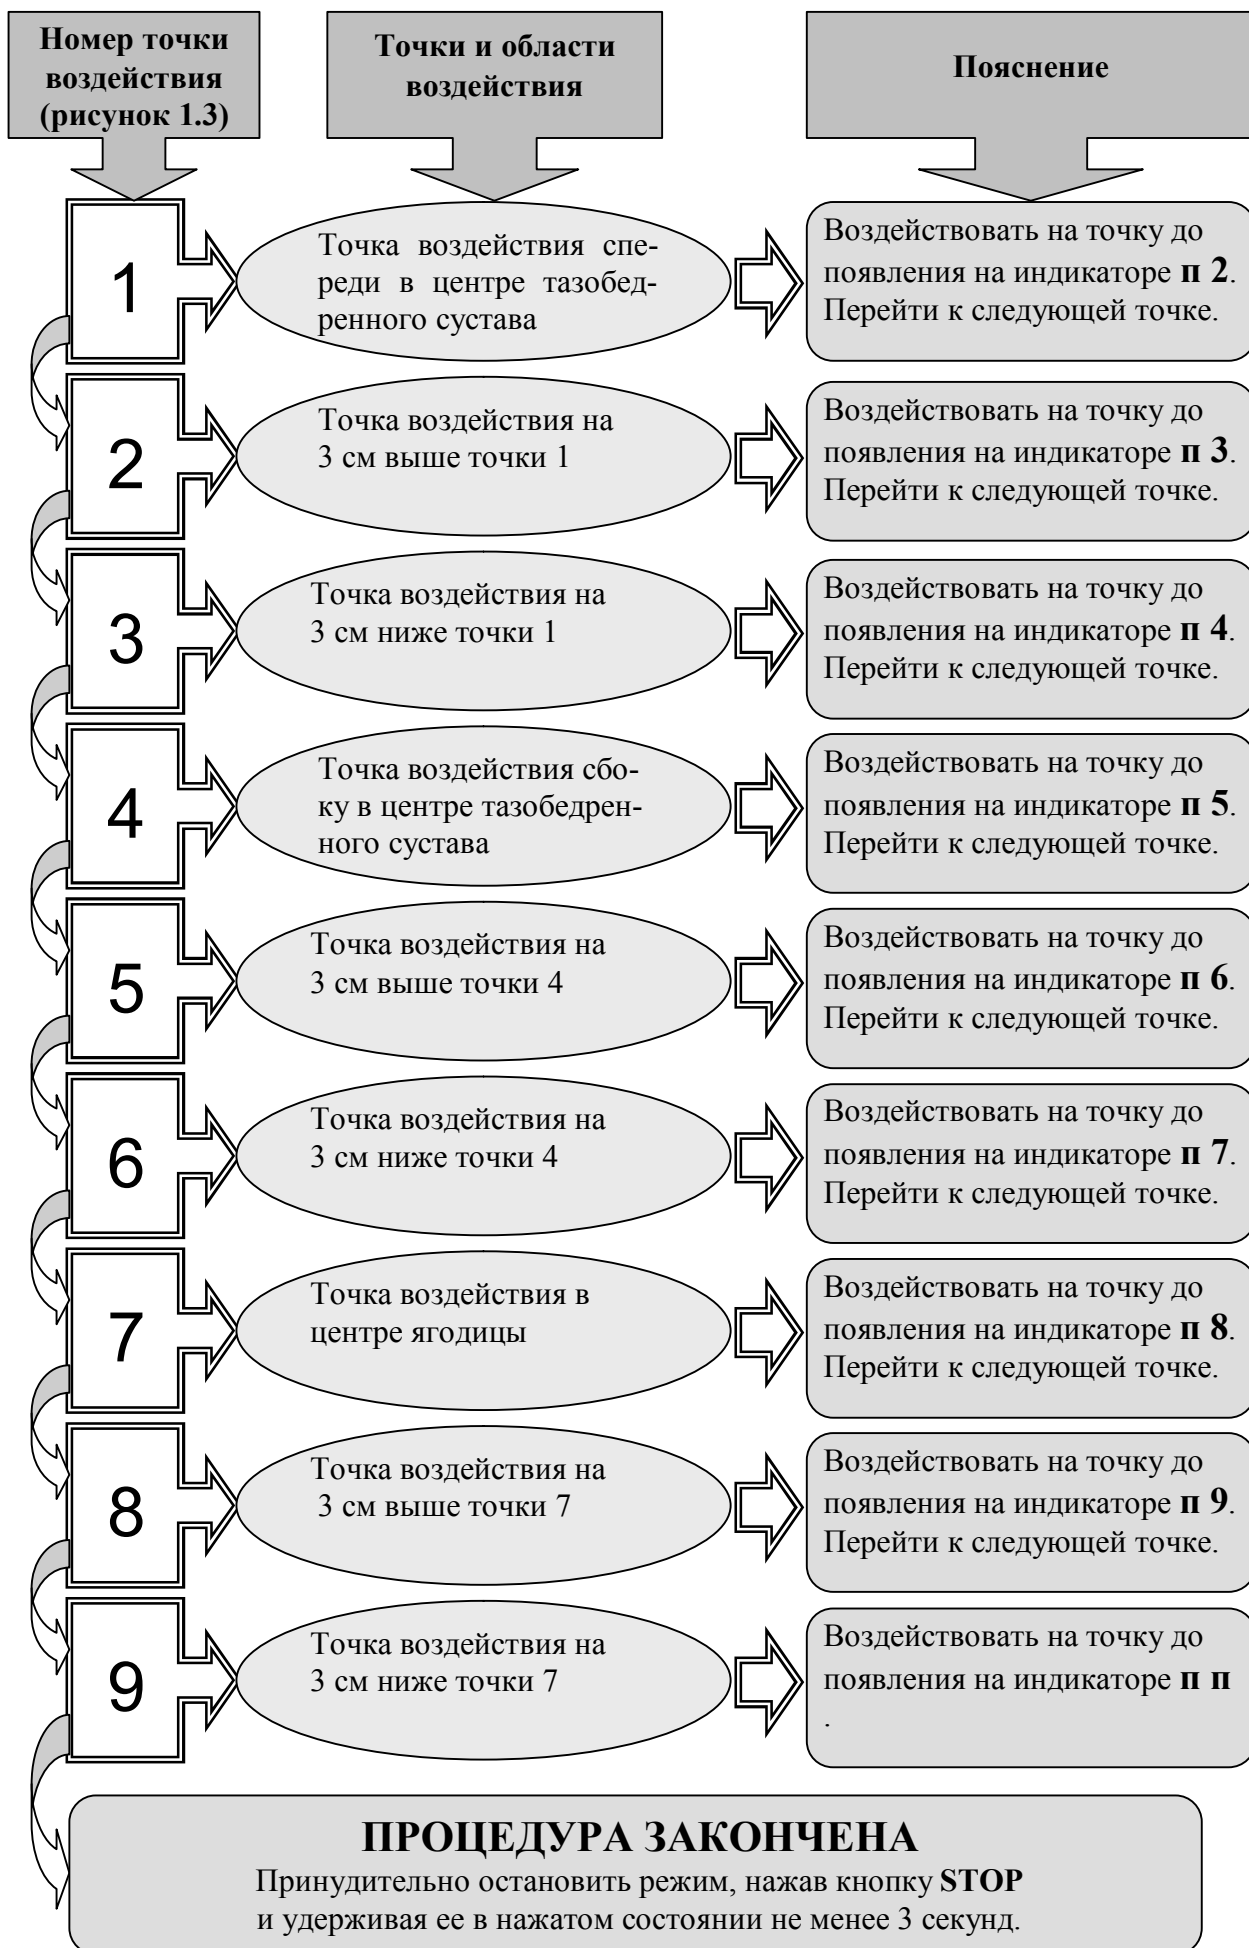 Номер точки
воздействия
(рисунок 1.3)
Точки и области
воздействия
Пояснение
1
Точка воздействия спе-
реди в центре тазобед-
ренного сустава
Воздействовать на точку до
появления на индикаторе п 2.
Перейти к следующей точке.
2
Точка воздействия на
3 см выше точки 1
Воздействовать на точку до
появления на индикаторе п 3.
Перейти к следующей точке.
3
Точка воздействия на
3 см ниже точки 1
Воздействовать на точку до
появления на индикаторе п 4.
Перейти к следующей точке.
4
Точка воздействия сбо-
ку в центре тазобедрен-
ного сустава
Воздействовать на точку до
появления на индикаторе п 5.
Перейти к следующей точке.
5
Точка воздействия на
3 см выше точки 4
Воздействовать на точку до
появления на индикаторе п 6.
Перейти к следующей точке.
6
Точка воздействия на
3 см ниже точки 4
Воздействовать на точку до
появления на индикаторе п 7.
Перейти к следующей точке.
7
Точка воздействия в
центре ягодицы
Воздействовать на точку до
появления на индикаторе п 8.
Перейти к следующей точке.
8
Точка воздействия на
3 см выше точки 7
Воздействовать на точку до
появления на индикаторе п 9.
Перейти к следующей точке.
9
Точка воздействия на
3 см ниже точки 7
Воздействовать на точку до
появления на индикаторе п п
.
ПРОЦЕДУРА ЗАКОНЧЕНА
Принудительно остановить режим, нажав кнопку STOP
и удерживая ее в нажатом состоянии не менее 3 секунд.